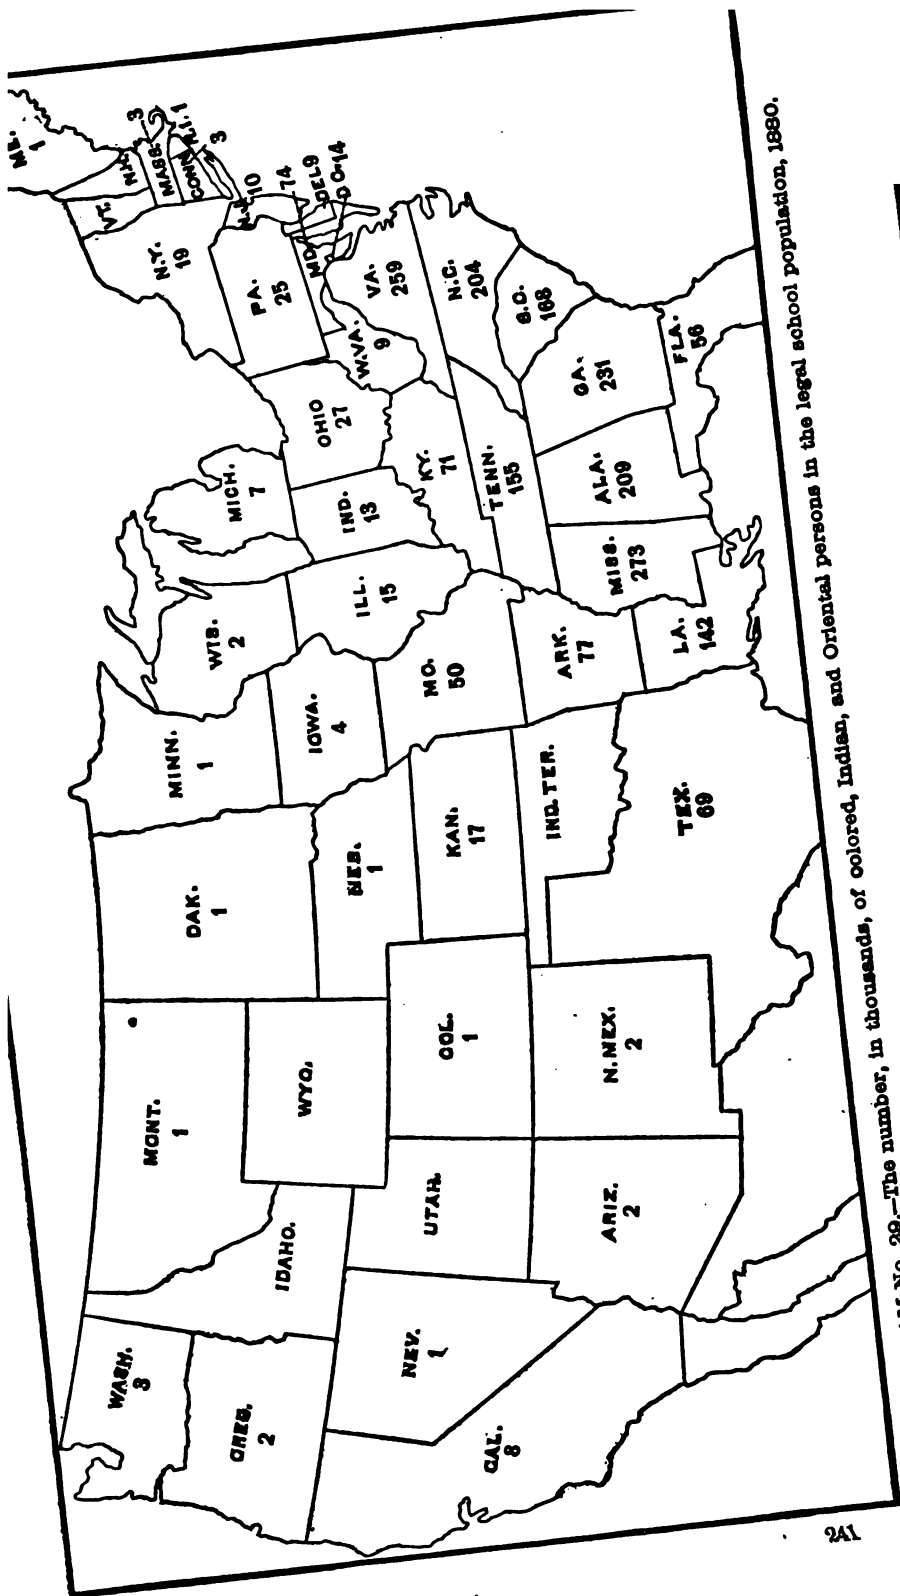 WASH.
3
OREG.
2
CAL.
8
NEV.
1
IDAHO.
MONT.
1
WYO.
UTAH.
ARIZ.
2
COL.
1
N.MEX.
2
DAK.
1
NEB.
1
KAN.
17
IND.TER.
TEX.
69
MINN.
1
IOWA.
4
MO.
50
ARK.
77
LA.
142
WIS.
2
ILL.
15
MICH.
7
IND.
13
OHIO
27
KY.
71
TENN.
155
MISS.
273
ALA.
209
GA.
231
FLA.
56
S.C.
168
N.C.
204
VA.
259
W.VA.
9
PA.
25
N.Y.
19
VT.
N.H.
ME.
1
MASS.
3
R.I. 1
CONN.
3
N.J. 10
MD.
74
DEL 9
D.C. 14
No. 29.—The number, in thousands, of colored, Indian, and Oriental persons in the legal school population, 1880.
241